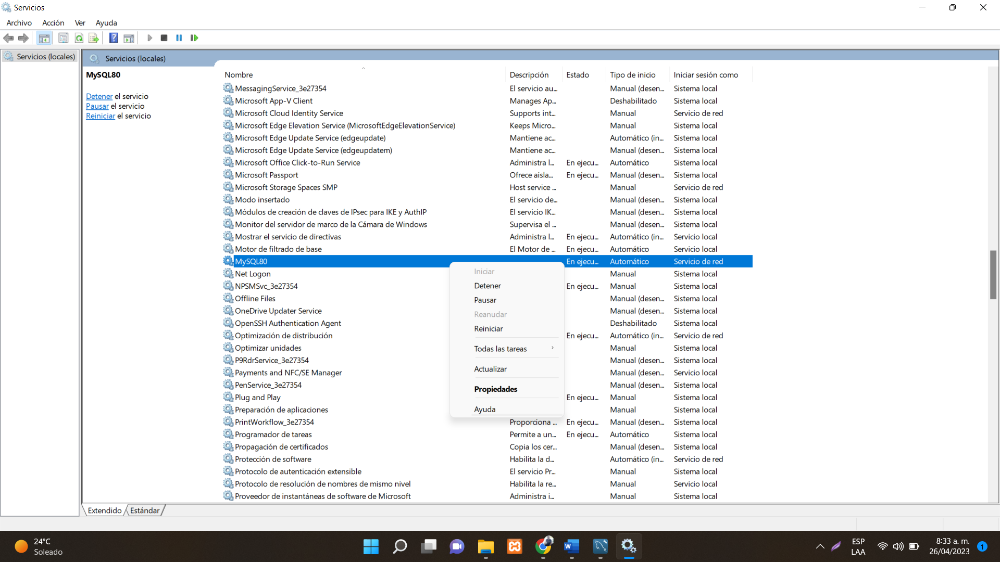 Servicios
Archivo Acción Ver Ayuda
Servicios (locales)
Servicios (locales)
MySQL80
Detener el servicio
Pausar el servicio
Reiniciar el servicio
Nombre Descripción Estado Tipo de inicio Iniciar sesión como
MessagingService_3e27354 El servicio au... Manual (desen... Sistema local
Microsoft App-V Client Manages Ap... Deshabilitado Sistema local
Microsoft Cloud Identity Service Supports int... Manual Servicio de red
Microsoft Edge Elevation Service (MicrosoftEdgeElevationService) Keeps Micro... Manual Sistema local
Microsoft Edge Update Service (edgeupdate) Mantiene ac... Automático (in... Sistema local
Microsoft Edge Update Service (edgeupdatem) Mantiene ac... Manual (desen... Sistema local
Microsoft Office Click-to-Run Service Administra l... En ejecu... Automático Sistema local
Microsoft Passport Ofrece aisla... En ejecu... Manual (desen... Sistema local
Microsoft Storage Spaces SMP Host service ... Manual Servicio de red
Modo insertado El servicio de... Manual (desen... Sistema local
Módulos de creación de claves de IPsec para IKE y AuthIP El servicio IK... Manual (desen... Sistema local
Monitor del servidor de marco de la Cámara de Windows Supervisa el ... Manual (desen... Sistema local
Mostrar el servicio de directivas Administra l... En ejecu... Automático (in... Servicio local
Motor de filtrado de base El Motor de ... En ejecu... Automático Servicio local
MySQL80 En ejecu... Automático Servicio de red
Net Logon Manual Sistema local
NPSMSvc_3e27354 En ejecu... Manual Sistema local
Offline Files Manual (desen... Sistema local
OneDrive Updater Service Manual (desen... Sistema local
OpenSSH Authentication Agent Deshabilitado Sistema local
Optimización de distribución En ejecu... Automático (in... Servicio de red
Optimizar unidades Manual Sistema local
P9RdrService_3e27354 Manual (desen... Sistema local
Payments and NFC/SE Manager Manual (desen... Servicio local
PenService_3e27354 Manual (desen... Sistema local
Plug and Play En ejecu... Manual Sistema local
Preparación de aplicaciones Manual Sistema local
PrintWorkflow_3e27354 Proporciona ... En ejecu... Manual (desen... Sistema local
Programador de tareas Permite a un... En ejecu... Automático Sistema local
Propagación de certificados Copia los cer... Manual (desen... Sistema local
Protección de software Habilita la d... Automático (in... Servicio de red
Protocolo de autenticación extensible El servicio Pr... Manual Sistema local
Protocolo de resolución de nombres de mismo nivel Habilita la re... Manual Servicio local
Proveedor de instantáneas de software de Microsoft Administra i... Manual Sistema local
Iniciar
Detener
Pausar
Reanudar
Reiniciar
Todas las tareas
Actualizar
Propiedades
Ayuda
Extendido Estándar
24°C
Soleado
ESP
LAA
8:33 a. m.
26/04/2023
1